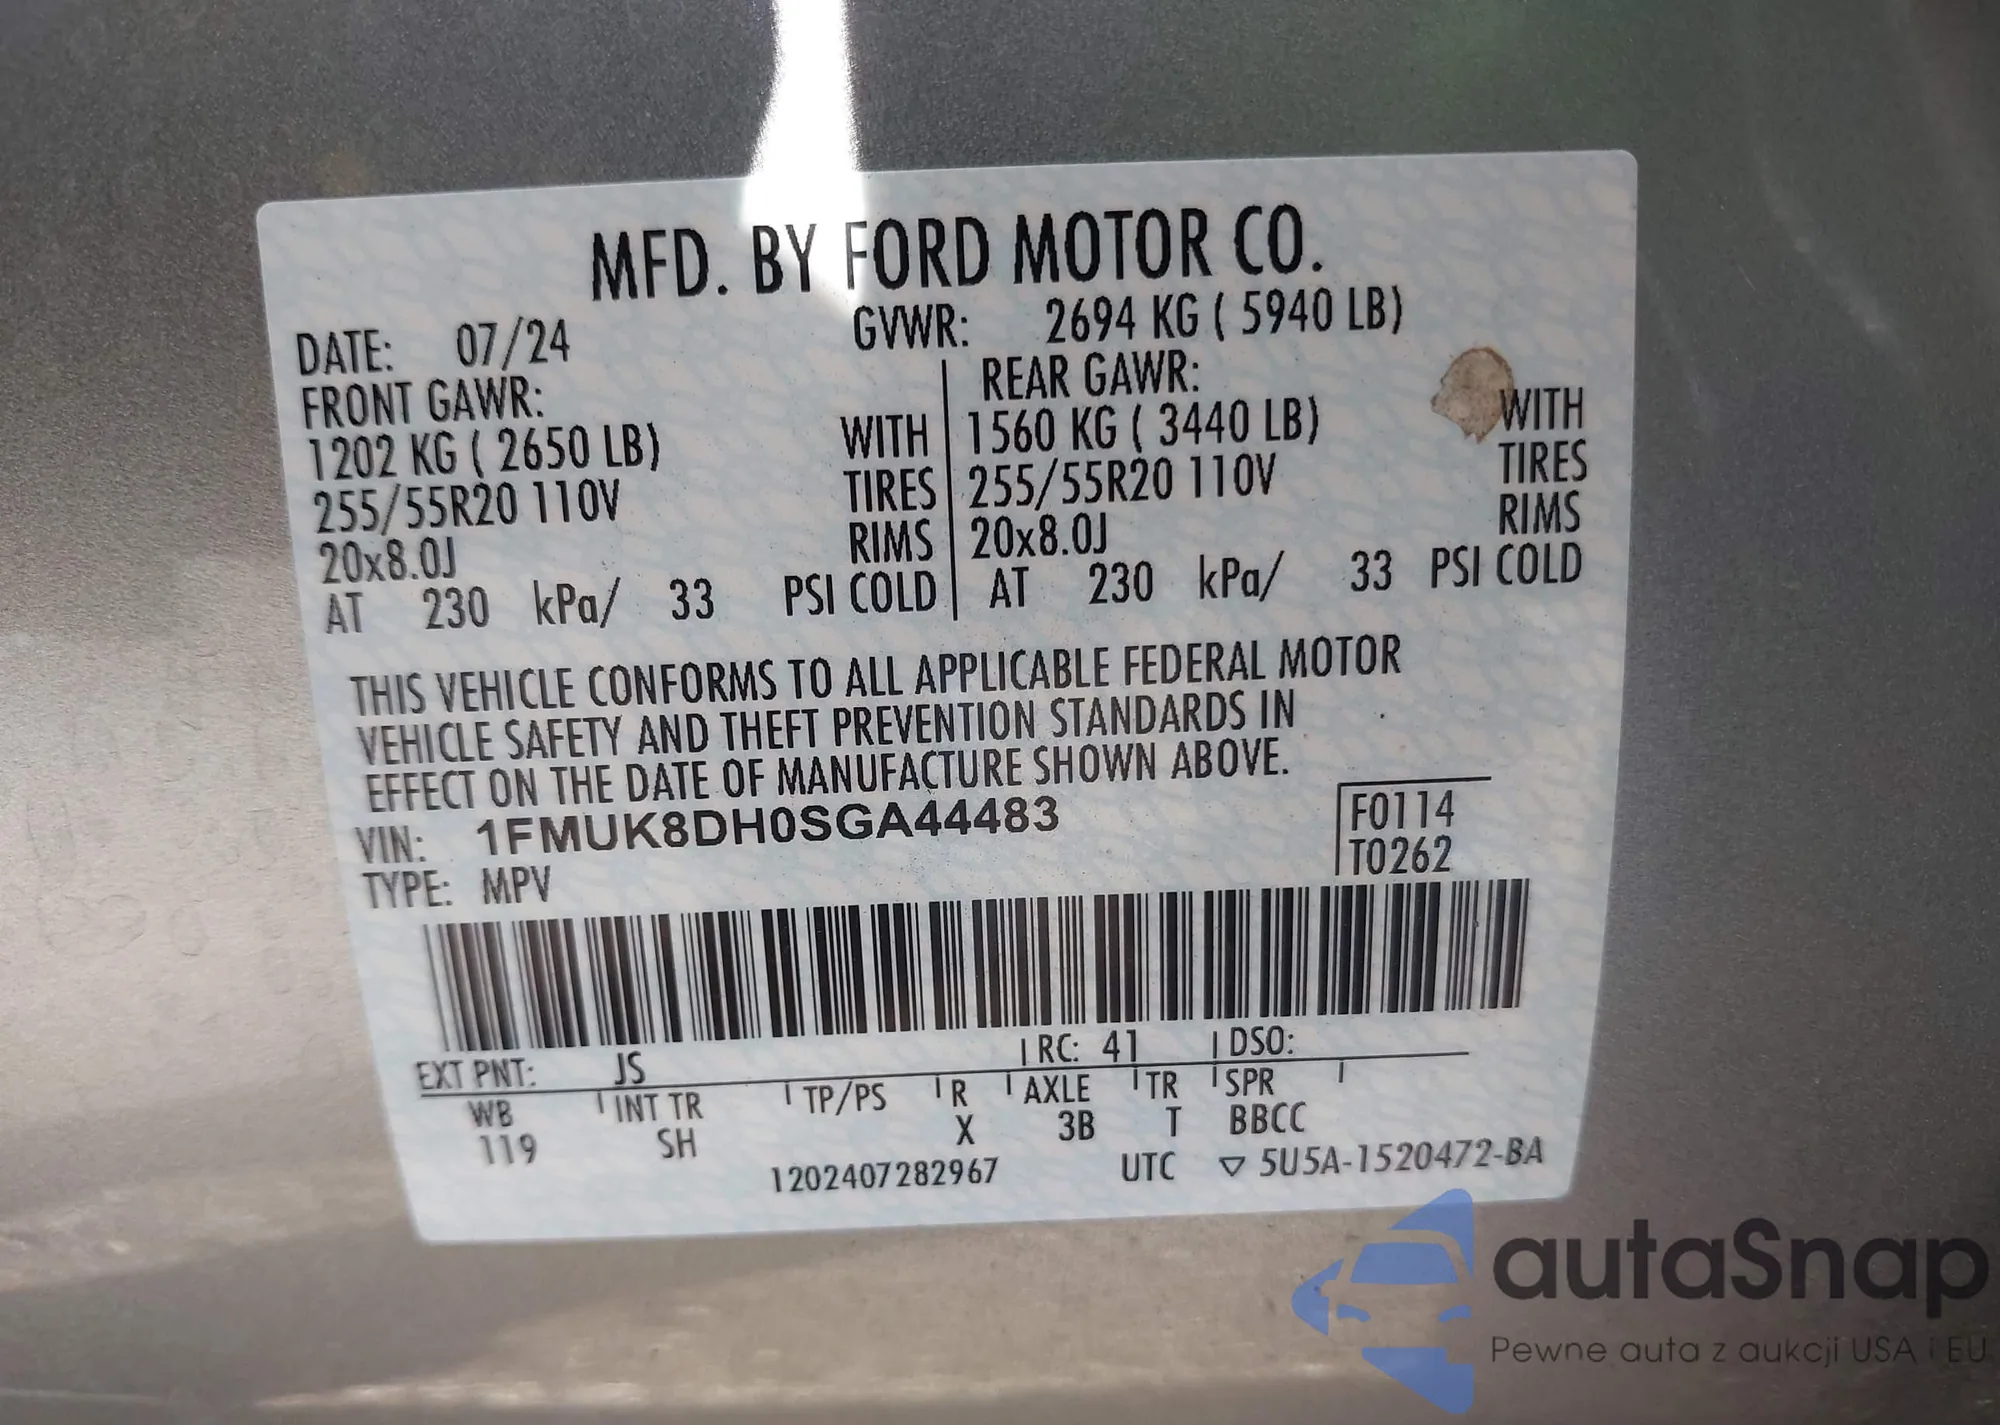 MFD. BY FORD MOTOR CO.
DATE: 07/24 GVWR: 2694 KG ( 5940 LB)
FRONT GAWR: REAR GAWR:
1202 KG ( 2650 LB) WITH 1560 KG ( 3440 LB) WITH
255/55R20 110V TIRES 255/55R20 110V TIRES
20x8.0J RIMS 20x8.0J RIMS
AT 230 kPa/ 33 PSI COLD AT 230 kPa/ 33 PSI COLD
THIS VEHICLE CONFORMS TO ALL APPLICABLE FEDERAL MOTOR
VEHICLE SAFETY AND THEFT PREVENTION STANDARDS IN
EFFECT ON THE DATE OF MANUFACTURE SHOWN ABOVE.
VIN: 1FMUK8DH0SGA44483 F0114
TYPE: MPV T0262
EXT PNT: JS RC: 41 DSO:
WB INT TR TP/PS R AXLE TR SPR
119 SH X 3B T BBCC
1202407282967 UTC ▽ 5U5A-1520472-BA
autaSnap
Pewne auta z aukcji USA i EU